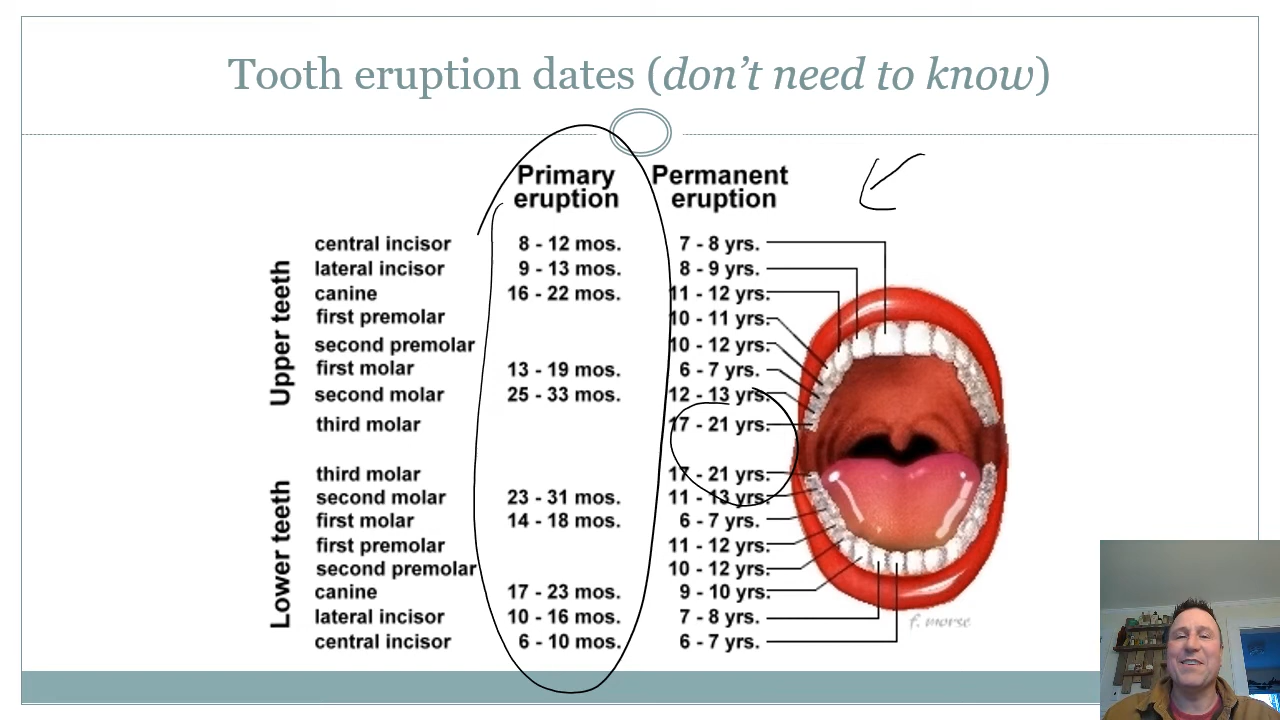 Tooth eruption dates (don't need to know)
Primary eruption Permanent eruption
Upper teeth
central incisor 8 - 12 mos. 7 - 8 yrs.
lateral incisor 9 - 13 mos. 8 - 9 yrs.
canine 16 - 22 mos. 11 - 12 yrs.
first premolar 10 - 11 yrs.
second premolar 10 - 12 yrs.
first molar 13 - 19 mos. 6 - 7 yrs.
second molar 25 - 33 mos. 12 - 13 yrs.
third molar 17 - 21 yrs.
Lower teeth
third molar 17 - 21 yrs.
second molar 23 - 31 mos. 11 - 13 yrs.
first molar 14 - 18 mos. 6 - 7 yrs.
first premolar 11 - 12 yrs.
second premolar 10 - 12 yrs.
canine 17 - 23 mos. 9 - 10 yrs.
lateral incisor 10 - 16 mos. 7 - 8 yrs.
central incisor 6 - 10 mos. 6 - 7 yrs.
f. morse